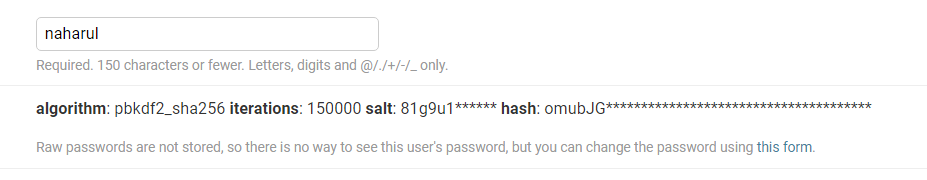 naharul
Required. 150 characters or fewer. Letters, digits and @/./+/-/_ only.
algorithm: pbkdf2_sha256 iterations: 150000 salt: 81g9u1****** hash: omubJG**************************************
Raw passwords are not stored, so there is no way to see this user's password, but you can change the password using this form.